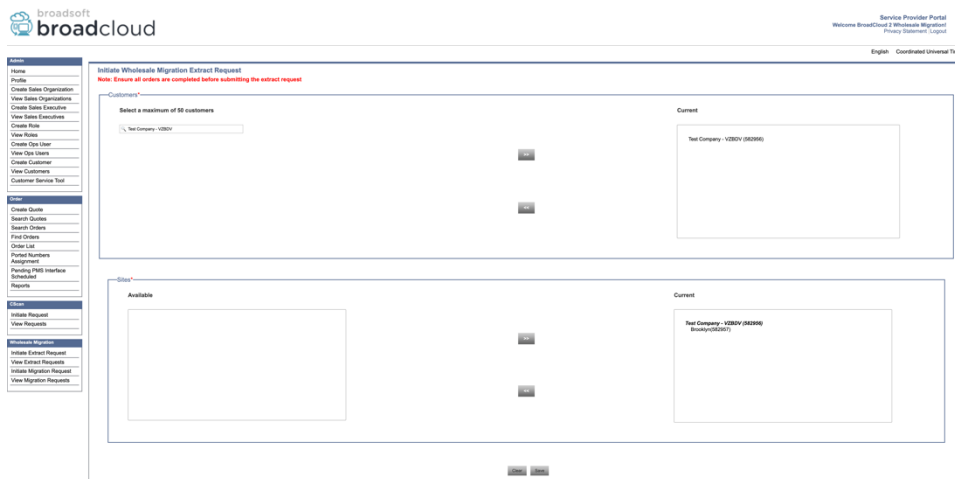 broadsoft
broadcloud
Service Provider Portal
Welcome BroadCloud 2 Wholesale Migration!
Privacy Statement Logout
English Coordinated Universal Ti
Admin
Home
Profile
Create Sales Organization
View Sales Organizations
Create Sales Executive
View Sales Executives
Create Role
View Roles
Create Ops User
View Ops Users
Create Customer
View Customers
Customer Service Tool
Order
Create Quote
Search Quotes
Search Orders
Find Orders
Order List
Ported Numbers
Assignment
Pending PMS Interface
Scheduled
Reports
CScan
Initiate Request
View Requests
Wholesale Migration
Initiate Extract Request
View Extract Requests
Initiate Migration Request
View Migration Requests
Initiate Wholesale Migration Extract Request
Note: Ensure all orders are completed before submitting the extract request
Customers*
Select a maximum of 50 customers
Current
Test Company - VZBDV
Test Company - VZBDV (582956)
>>
<<
Sites*
Available
Current
Test Company - VZBDV (582956)
Brooklyn(582957)
>>
<<
Clear Save